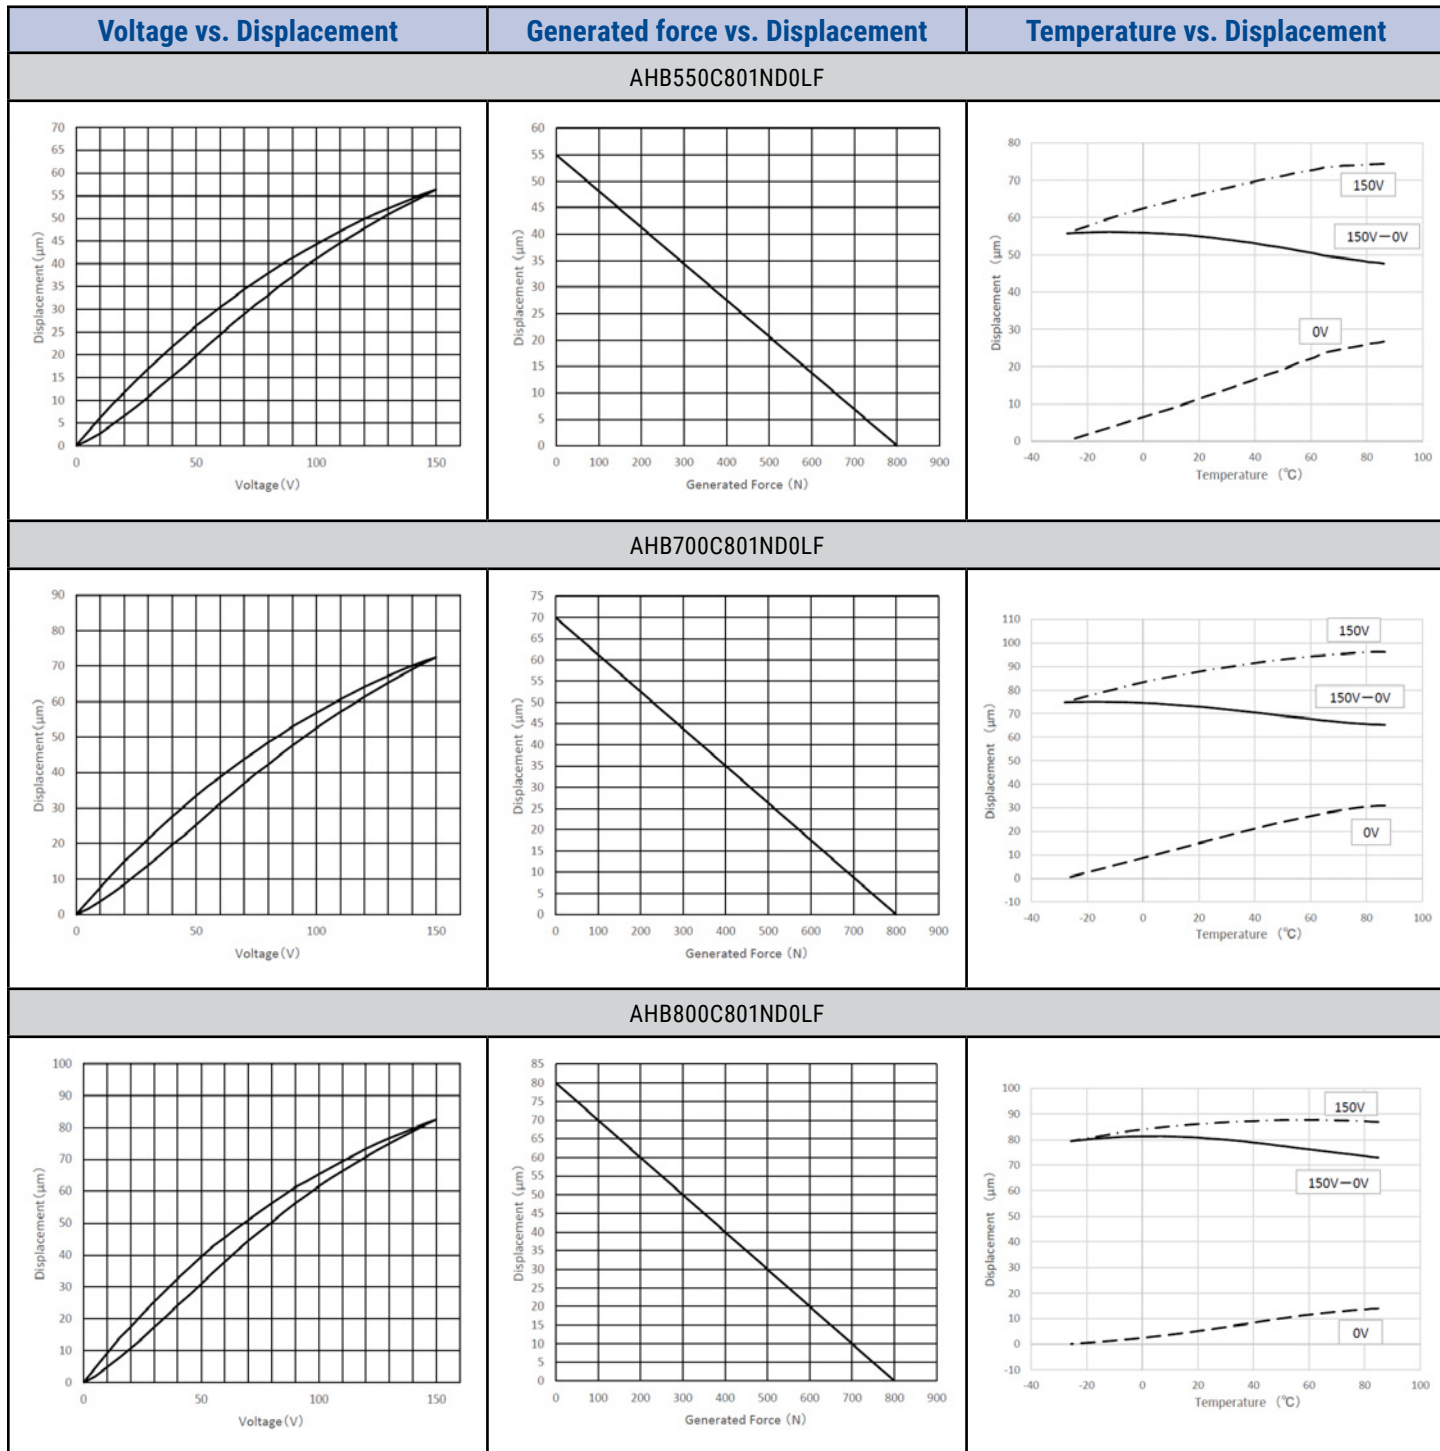 Voltage vs. Displacement
Generated force vs. Displacement
Temperature vs. Displacement
AHB550C801ND0LF
70
65
60
55
50
45
40
35
30
25
20
15
10
5
0
Displacement (μm)
0 50 100 150
Voltage (V)
60
55
50
45
40
35
30
25
20
15
10
5
0
Displacement (μm)
0 100 200 300 400 500 600 700 800 900
Generated Force (N)
80
70
60
50
40
30
20
10
0
Displacement (μm)
150V
150V－0V
0V
-40 -20 0 20 40 60 80 100
Temperature (℃)
AHB700C801ND0LF
90
80
70
60
50
40
30
20
10
0
Displacement (μm)
0 50 100 150
Voltage (V)
75
70
65
60
55
50
45
40
35
30
25
20
15
10
5
0
Displacement (μm)
0 100 200 300 400 500 600 700 800 900
Generated Force (N)
110
100
90
80
70
60
50
40
30
20
10
0
-10
Displacement (μm)
150V
150V－0V
0V
-40 -20 0 20 40 60 80 100
Temperature (℃)
AHB800C801ND0LF
100
90
80
70
60
50
40
30
20
10
0
Displacement (μm)
0 50 100 150
Voltage (V)
85
80
75
70
65
60
55
50
45
40
35
30
25
20
15
10
5
0
Displacement (μm)
0 100 200 300 400 500 600 700 800 900
Generated Force (N)
100
90
80
70
60
50
40
30
20
10
0
-10
Displacement (μm)
150V
150V－0V
0V
-40 -20 0 20 40 60 80 100
Temperature (℃)